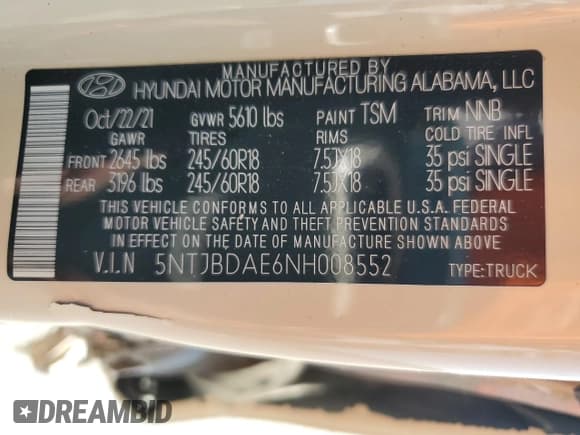 MANUFACTURED BY
HYUNDAI MOTOR MANUFACTURING ALABAMA, LLC
Oct/22/21 GVWR 5610 lbs PAINT TSM TRIM NNB
GAWR TIRES RIMS COLD TIRE INFL
FRONT 2645 lbs 245/60R18 7.5JX18 35 psi SINGLE
REAR 3196 lbs 245/60R18 7.5JX18 35 psi SINGLE
THIS VEHICLE CONFORMS TO ALL APPLICABLE U.S.A. FEDERAL
MOTOR VEHICLE SAFETY AND THEFT PREVENTION STANDARDS
IN EFFECT ON THE DATE OF MANUFACTURE SHOWN ABOVE
V.I.N 5NTJBDAE6NH008552 TYPE:TRUCK
DREAMBID